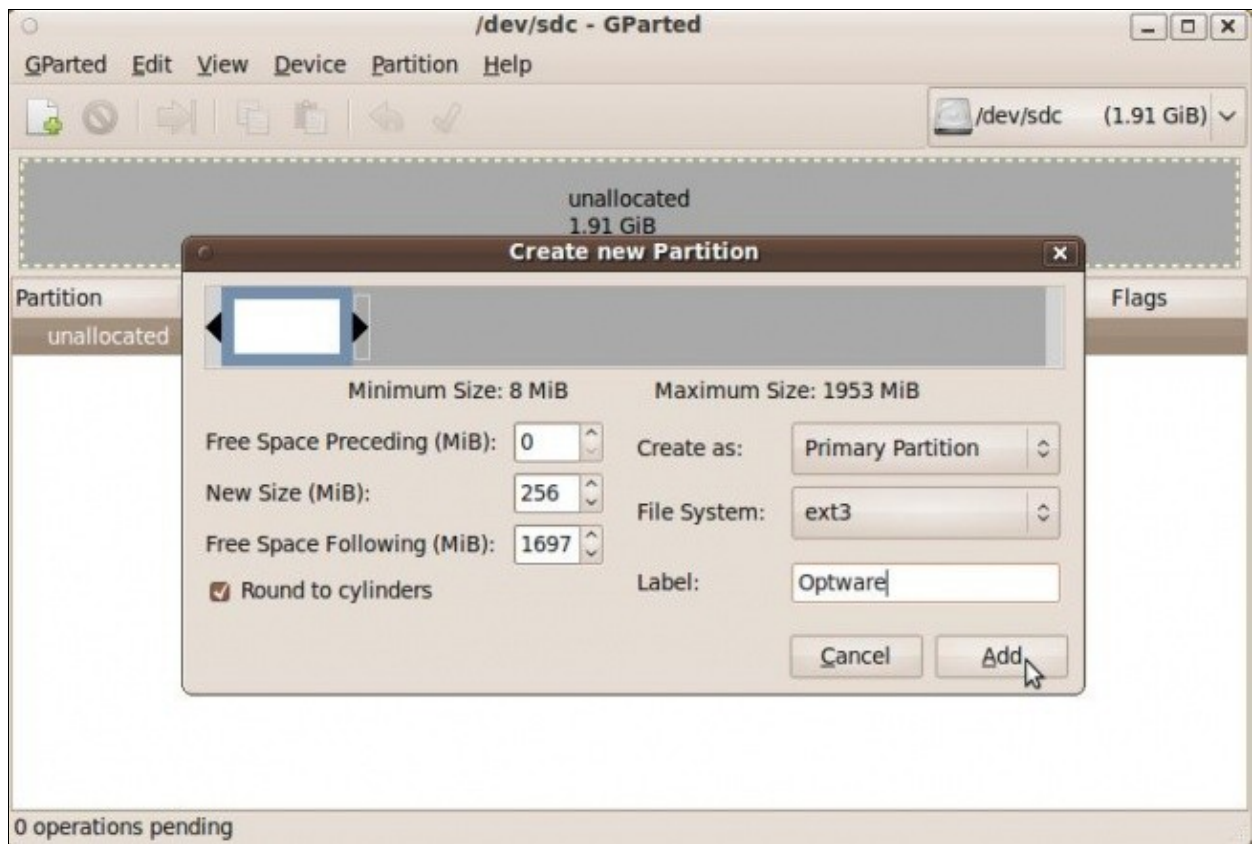 /dev/sdc - GParted
GParted Edit View Device Partition Help
/dev/sdc (1.91 GiB)
unallocated
1.91 GiB
Create new Partition
Partition
Flags
unallocated
Minimum Size: 8 MiB Maximum Size: 1953 MiB
Free Space Preceding (MiB): 0
Create as: Primary Partition
New Size (MiB): 256
File System: ext3
Free Space Following (MiB): 1697
Round to cylinders
Label: Optware
Cancel Add
0 operations pending